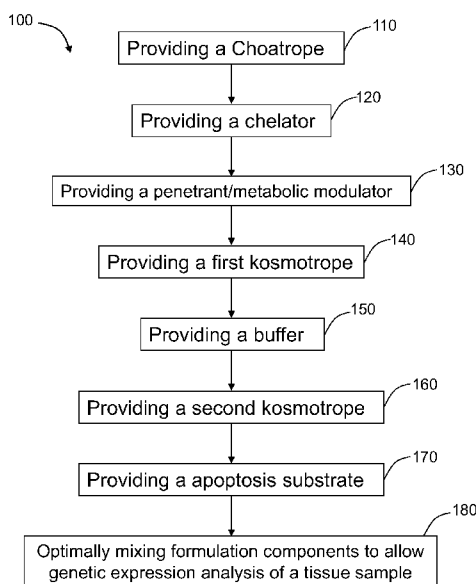 100
110
Providing a Choatrope
120
Providing a chelator
130
Providing a penetrant/metabolic modulator
140
Providing a first kosmotrope
150
Providing a buffer
160
Providing a second kosmotrope
170
Providing a apoptosis substrate
180
Optimally mixing formulation components to allow
genetic expression analysis of a tissue sample